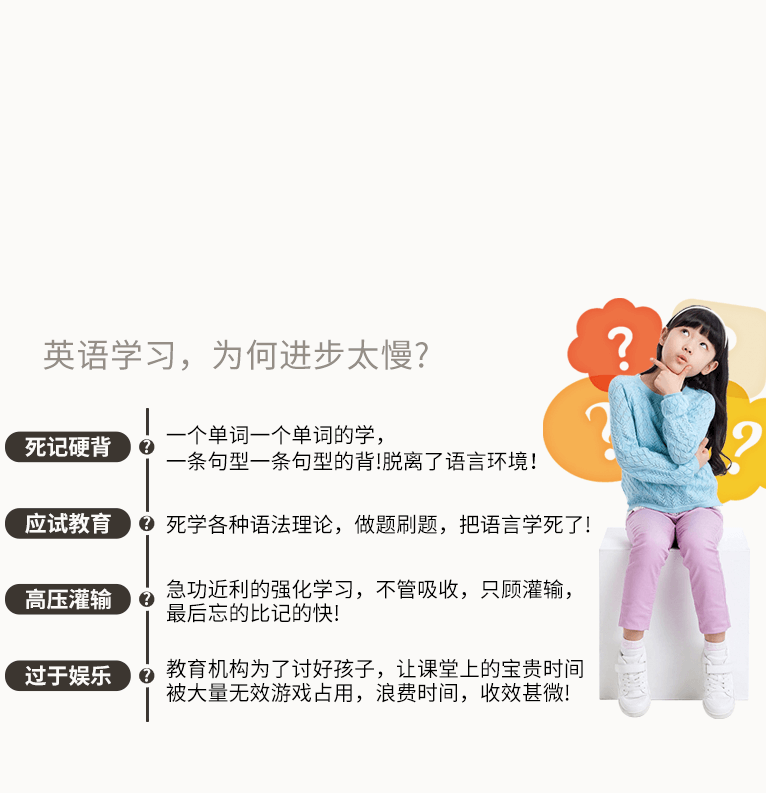 英语学习，为何进步太慢?
死记硬背
?
一个单词一个单词的学，
一条句型一条句型的背!脱离了语言环境！
应试教育
?
死学各种语法理论，做题刷题，把语言学死了!
高压灌输
?
急功近利的强化学习，不管吸收，只顾灌输，
最后忘的比记的快!
过于娱乐
?
教育机构为了讨好孩子，让课堂上的宝贵时间
被大量无效游戏占用，浪费时间，收效甚微!
?
?
?